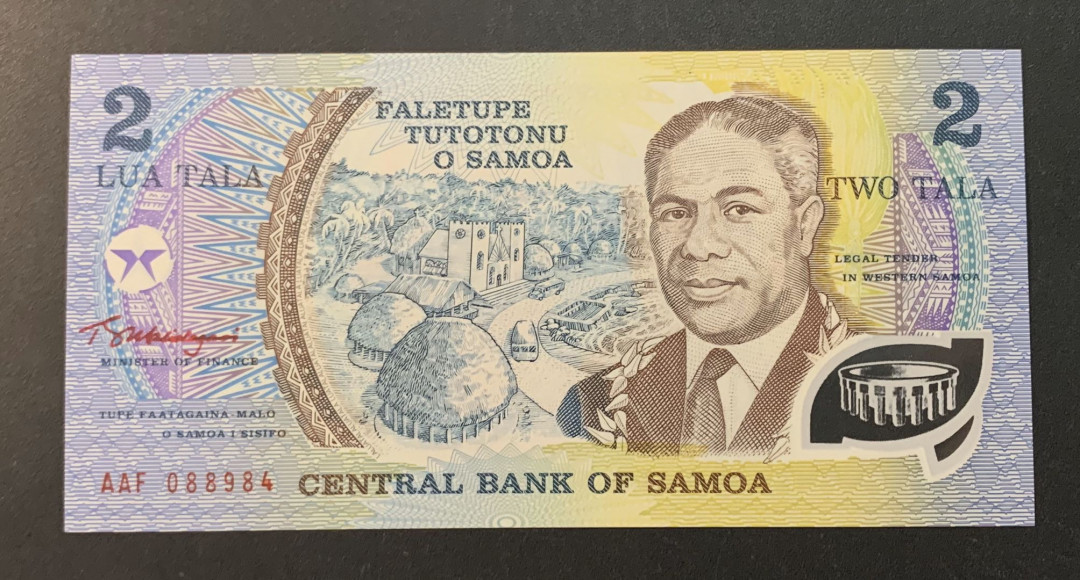 2
FALETUPE
TUTOTONU
O SAMOA
2
LUA TALA
TWO TALA
LEGAL TENDER
IN WESTERN SAMOA
MINISTER OF FINANCE
TUPE FAATAGAINA MALO
O SAMOA I SISIFO
AAF 088984
CENTRAL BANK OF SAMOA